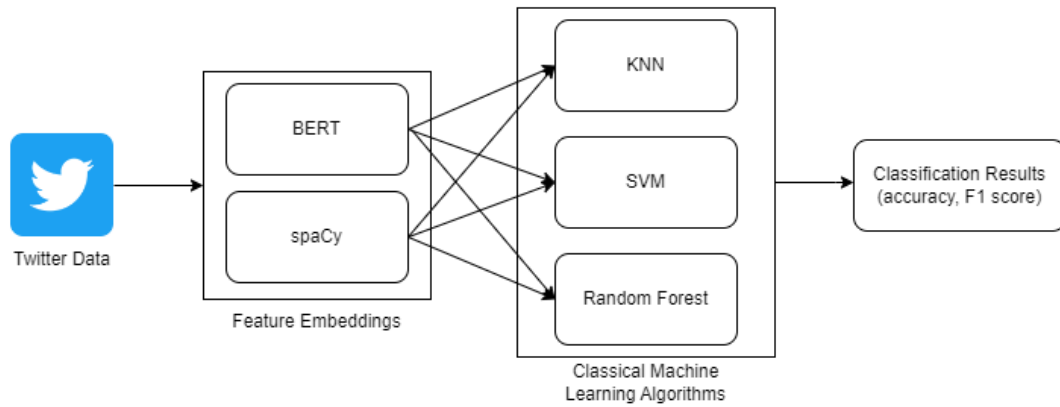 Twitter Data
BERT
spaCy
Feature Embeddings
KNN
SVM
Random Forest
Classical Machine
Learning Algorithms
Classification Results
(accuracy, F1 score)